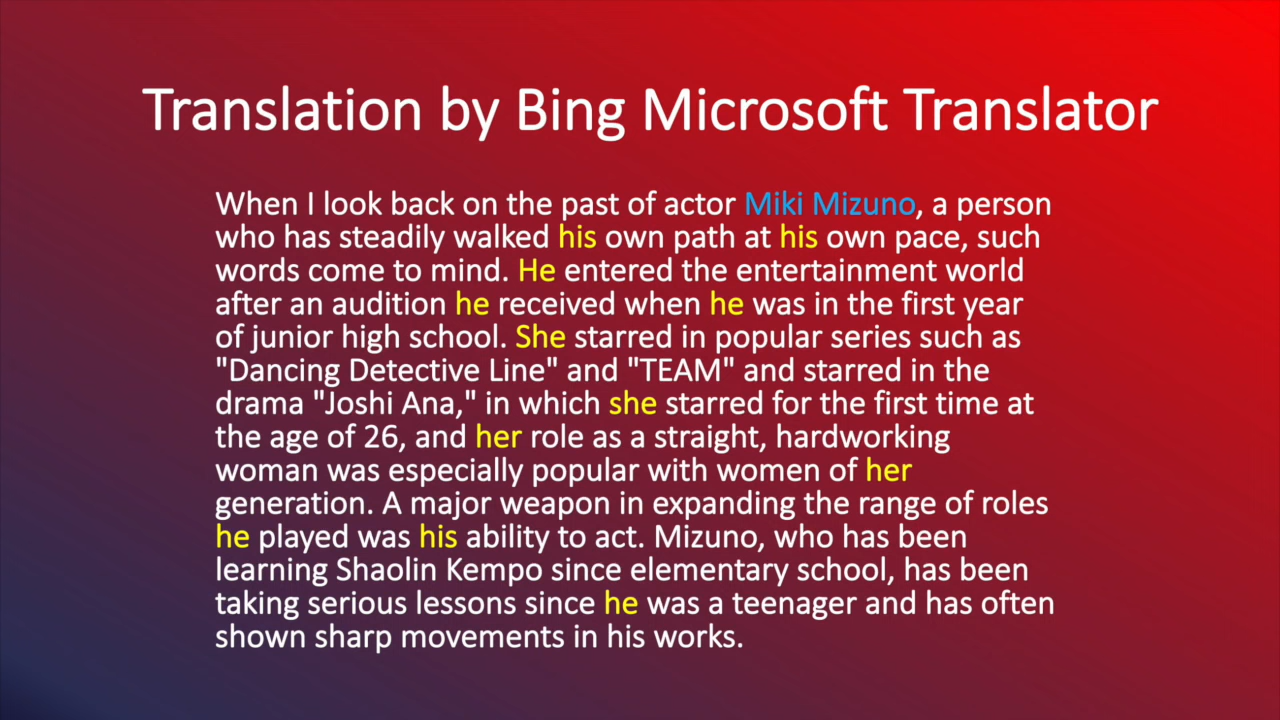 Translation by Bing Microsoft Translator
When I look back on the past of actor Miki Mizuno, a person
who has steadily walked his own path at his own pace, such
words come to mind. He entered the entertainment world
after an audition he received when he was in the first year
of junior high school. She starred in popular series such as
"Dancing Detective Line" and "TEAM" and starred in the
drama "Joshi Ana," in which she starred for the first time at
the age of 26, and her role as a straight, hardworking
woman was especially popular with women of her
generation. A major weapon in expanding the range of roles
he played was his ability to act. Mizuno, who has been
learning Shaolin Kempo since elementary school, has been
taking serious lessons since he was a teenager and has often
shown sharp movements in his works.